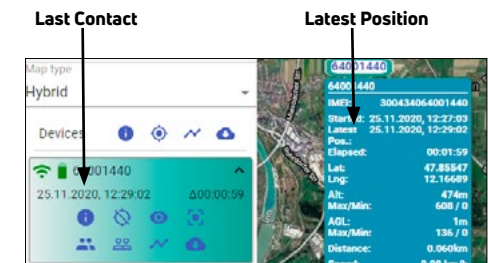 Last Contact
Latest Position
Map type
Hybrid
Devices
64001440
25.11.2020, 12:29:02 Δ00:00:59
64001440
64001440
IMEI: 300434064001440
Started: 25.11.2020, 12:27:03
Latest 25.11.2020, 12:29:02
Pos.:
Elapsed: 00:01:59
Lat: 47.85547
Lng: 12.16689
Alt: 474m
Max/Min: 608 / 0
AGL: 1m
Max/Min: 136 / 0
Distance: 0.060km